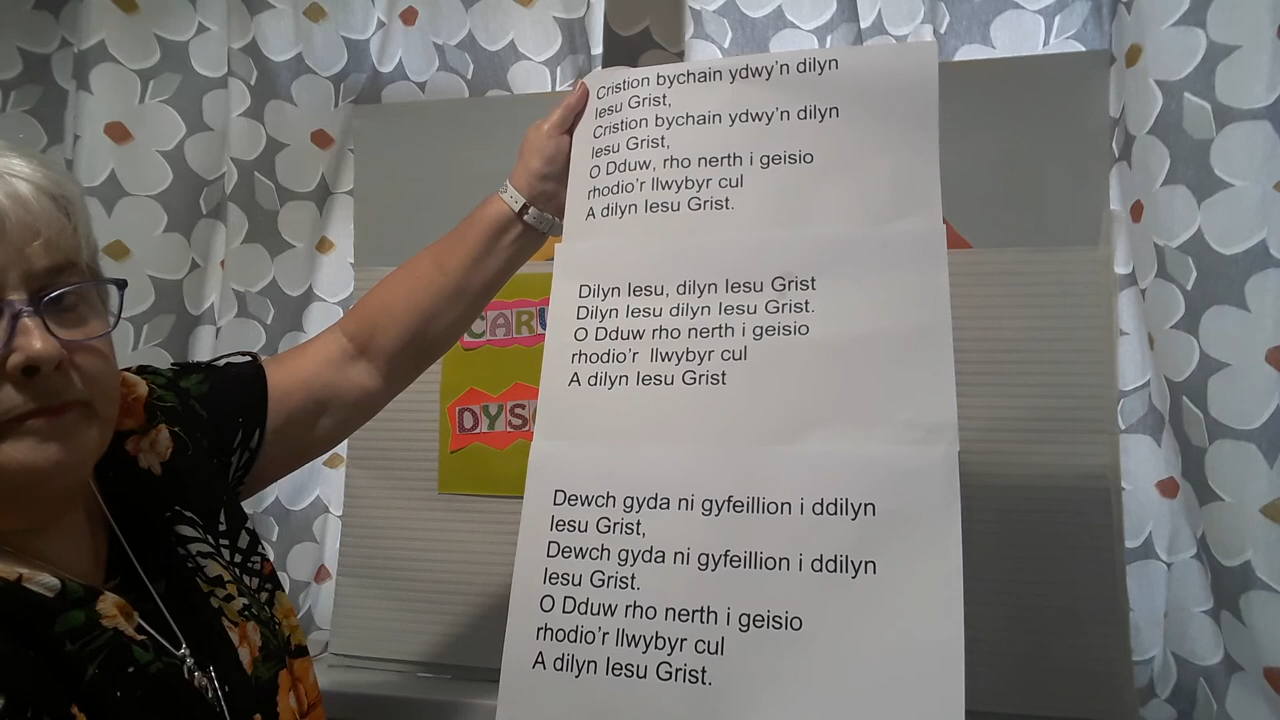 Cristion bychain ydwy'n dilyn
Iesu Grist,
Cristion bychain ydwy'n dilyn
Iesu Grist,
O Dduw, rho nerth i geisio
rhodio'r llwybyr cul
A dilyn Iesu Grist.
Dilyn Iesu, dilyn Iesu Grist
Dilyn Iesu dilyn Iesu Grist.
O Dduw rho nerth i geisio
rhodio'r llwybyr cul
A dilyn Iesu Grist
Dewch gyda ni gyfeillion i ddilyn
Iesu Grist,
Dewch gyda ni gyfeillion i ddilyn
Iesu Grist.
O Dduw rho nerth i geisio
rhodio'r llwybyr cul
A dilyn Iesu Grist.